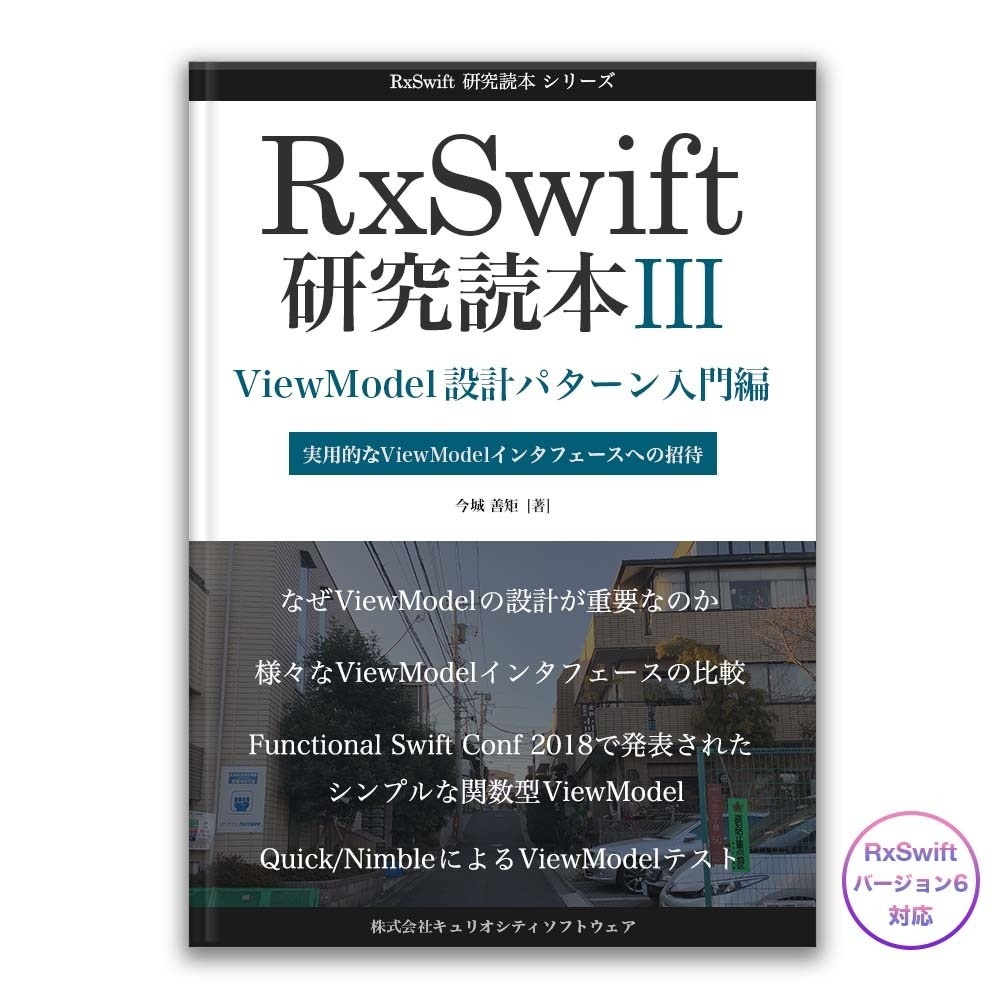 RxSwift 研究読本 シリーズ
RxSwift
研究読本III
ViewModel設計パターン入門編
実用的なViewModelインタフェースへの招待
今城 善矩 |著|
なぜViewModelの設計が重要なのか
様々なViewModelインタフェースの比較
Functional Swift Conf 2018で発表された
シンプルな関数型ViewModel
Quick/NimbleによるViewModelテスト
株式会社キュリオシティソフトウェア
RxSwift
バージョン6
対応